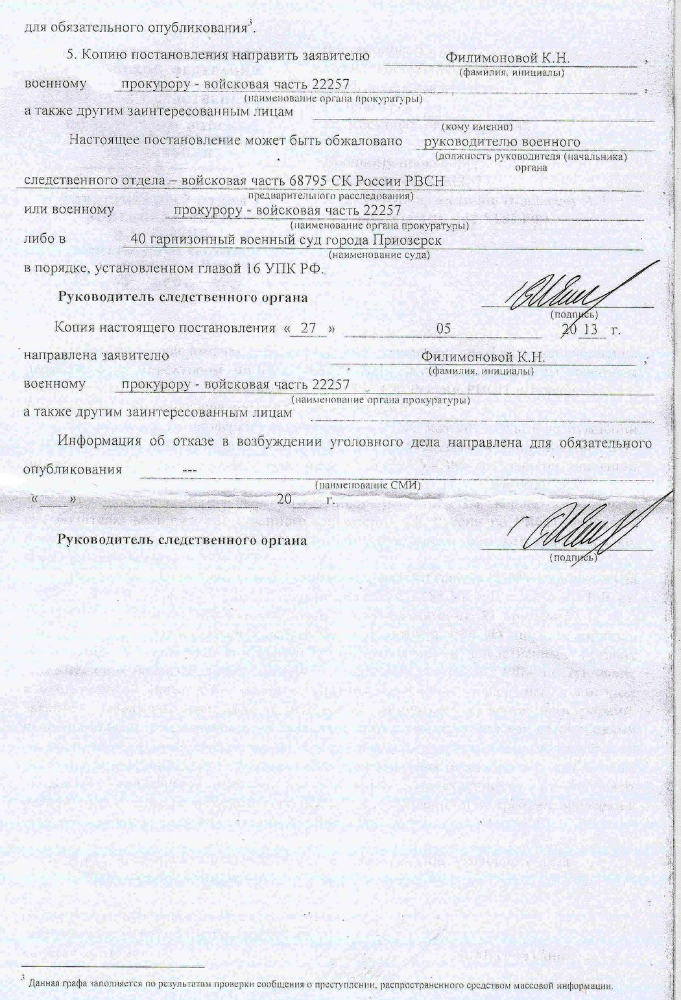 для обязательного опубликования³.
5. Копию постановления направить заявителю Филимоновой К.Н. ,
(фамилия, инициалы)
военному прокурору - войсковая часть 22257 ,
(наименование органа прокуратуры)
а также другим заинтересованным лицам
(кому именно)
Настоящее постановление может быть обжаловано руководителю военного
(должность руководителя (начальника)
органа
следственного отдела – войсковая часть 68795 СК России РВСН
предварительного расследования)
или военному прокурору - войсковая часть 22257
(наименование органа прокуратуры)
либо в 40 гарнизонный военный суд города Приозерск
(наименование суда)
в порядке, установленном главой 16 УПК РФ.
Руководитель следственного органа
(подпись)
Копия настоящего постановления « 27 » 05 20 13 г.
направлена заявителю Филимоновой К.Н. ,
(фамилия, инициалы)
военному прокурору - войсковая часть 22257
(наименование органа прокуратуры)
а также другим заинтересованным лицам
Информация об отказе в возбуждении уголовного дела направлена для обязательного
опубликования ---
(наименование СМИ)
«____» 20____ г.
Руководитель следственного органа
(подпись)
³ Данная графа заполняется по результатам проверки сообщения о преступлении, распространенного средством массовой информации.